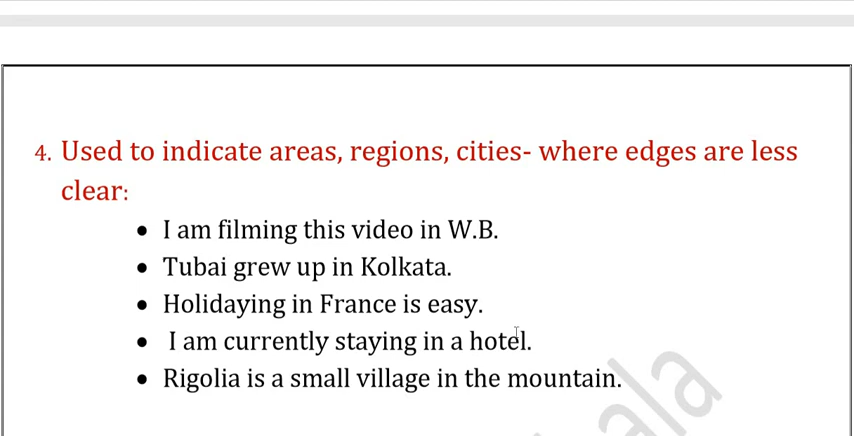 4. Used to indicate areas, regions, cities- where edges are less
clear:
• I am filming this video in W.B.
• Tubai grew up in Kolkata.
• Holidaying in France is easy.
• I am currently staying in a hotel.
• Rigolia is a small village in the mountain.